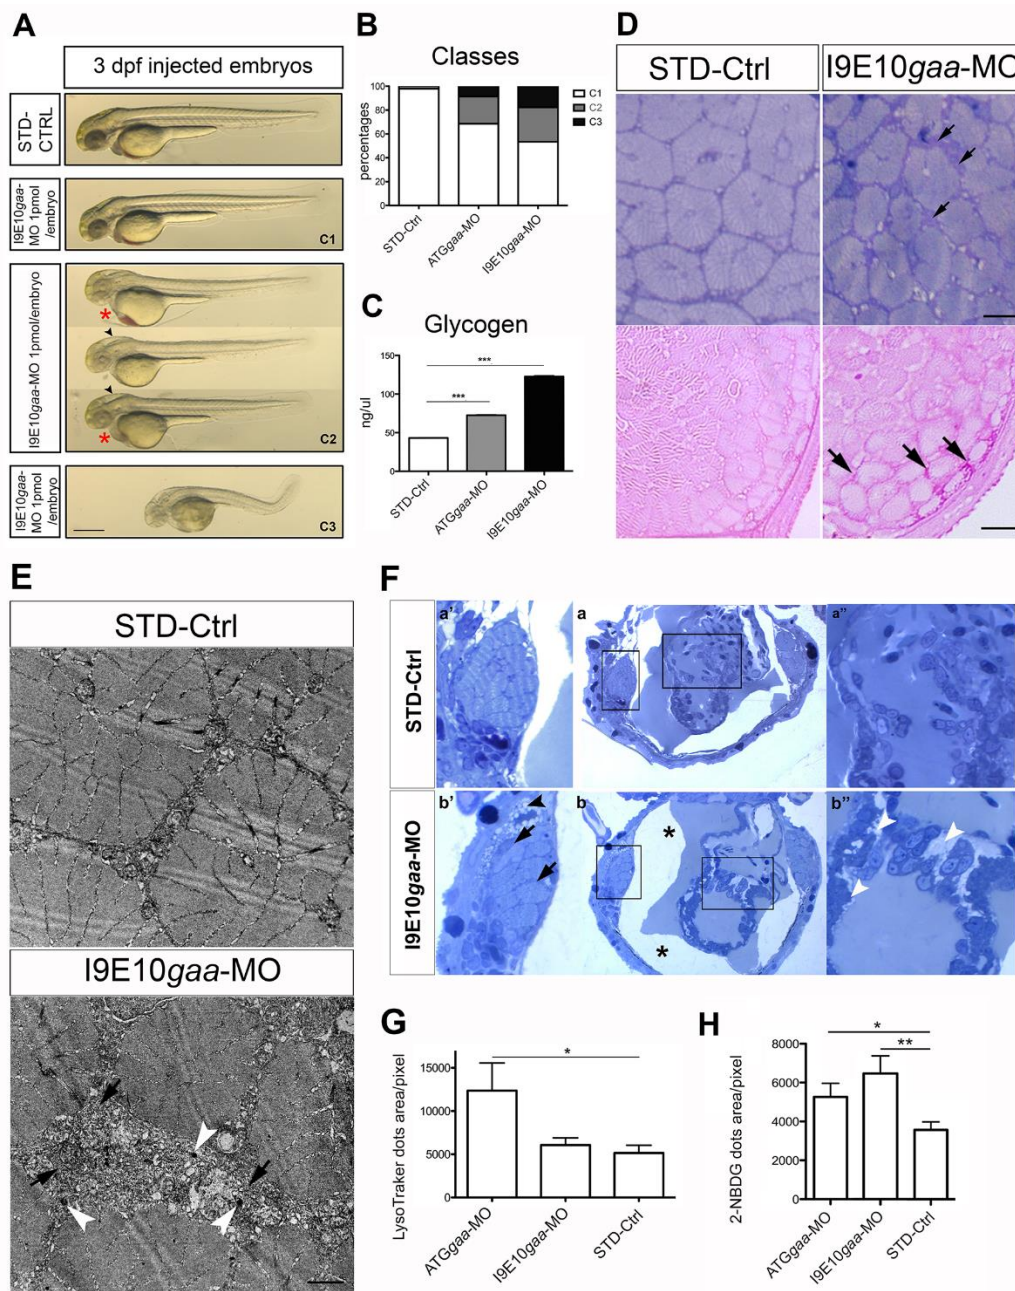 A
3 dpf injected embryos
STD-
CTRL
I9E10gaa-
MO 1pmol
/embryo
C1
I9E10gaa-MO 1pmol/embryo
*
*
C2
I9E10gaa-
MO 1pmol
/embryo
C3
B
Classes
percentages
100
80
60
40
20
0
C1
C2
C3
STD-Ctrl
ATGgaa-MO
I9E10gaa-MO
C
Glycogen
ng/ul
150
100
50
0
***
***
STD-Ctrl
ATGgaa-MO
I9E10gaa-MO
D
STD-Ctrl
I9E10gaa-MO
E
STD-Ctrl
I9E10gaa-MO
F
STD-Ctrl
a'
a
a"
I9E10gaa-MO
b'
b
b"
*
*
G
LysoTraker dots area/pixel
15000
10000
5000
0
*
ATGgaa-MO
I9E10gaa-MO
STD-Ctrl
H
2-NBDG dots area/pixel
8000
6000
4000
2000
0
*
**
ATGgaa-MO
I9E10gaa-MO
STD-Ctrl